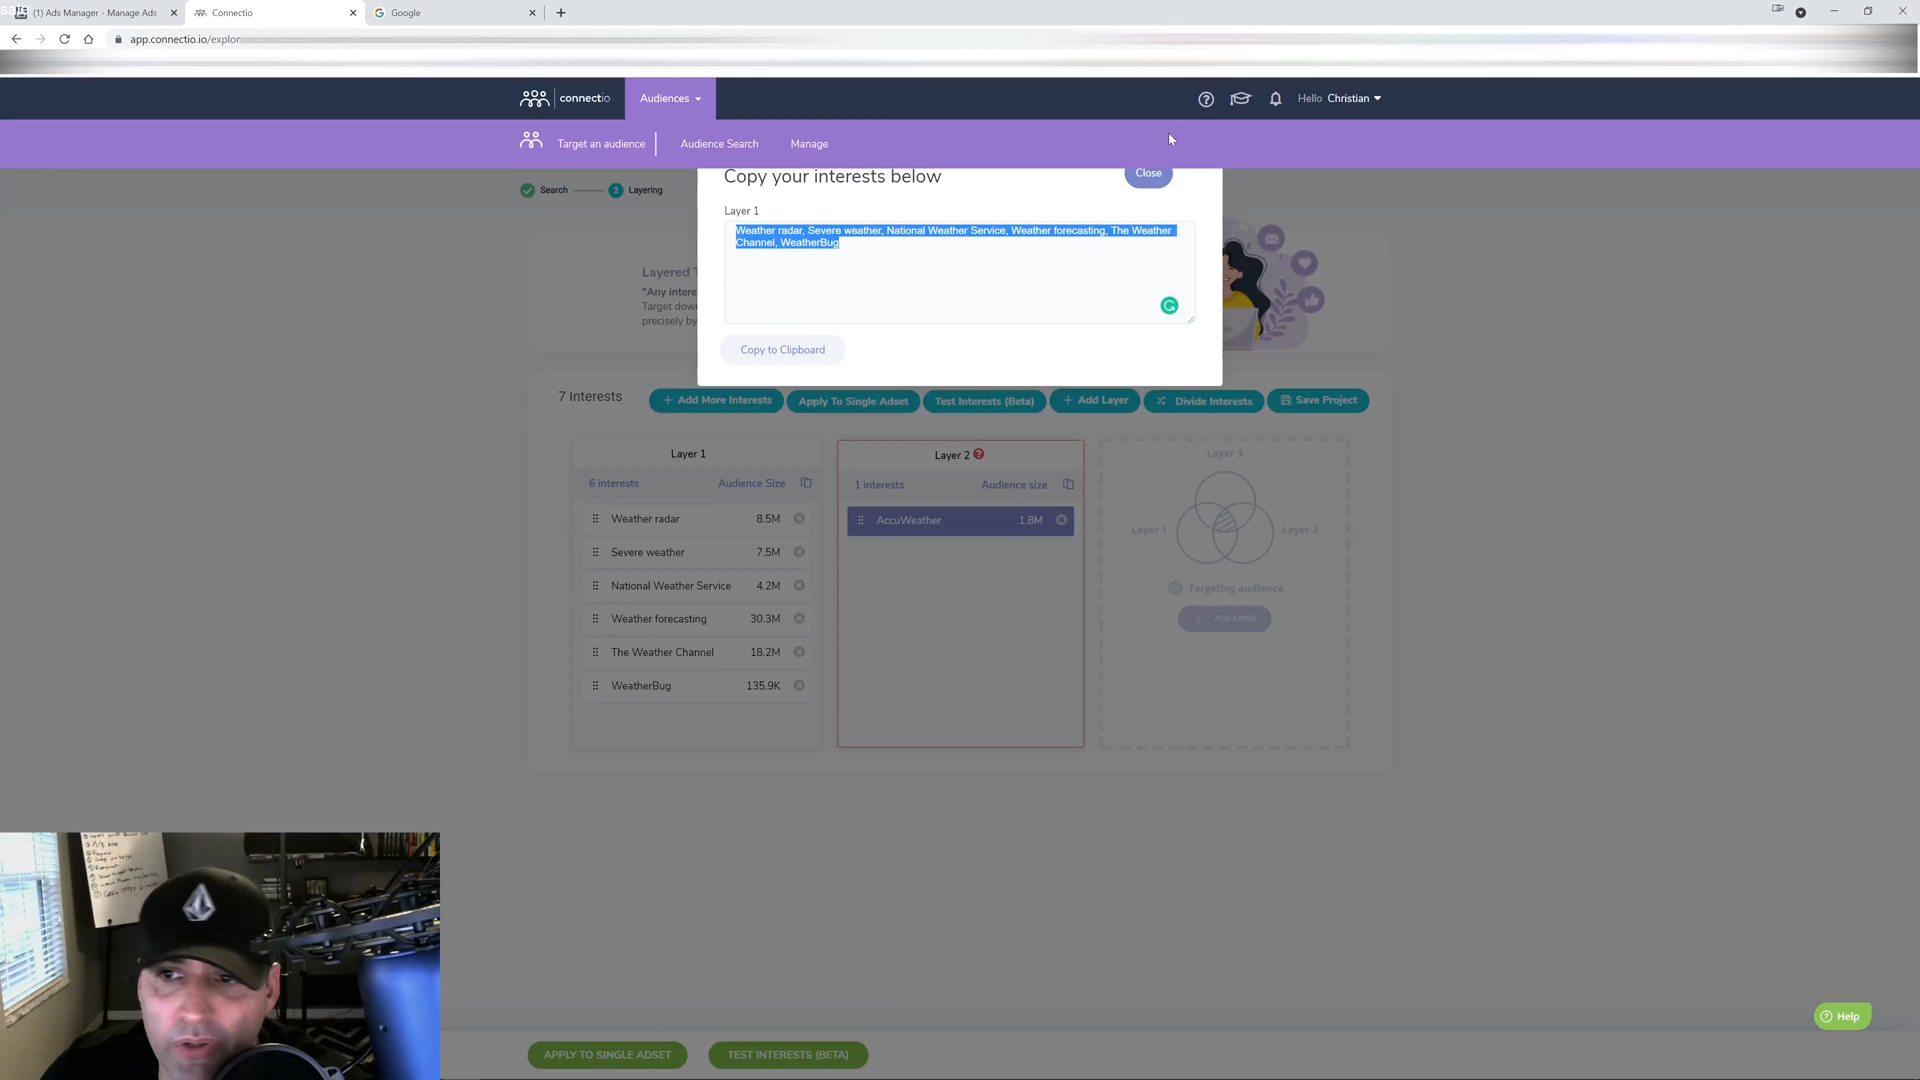 (1) Ads Manager - Manage Ads
Connectio
Google
app.connectio.io/explor
connectio
Audiences
Hello Christian
Target an audience
Audience Search
Manage
Search
2
Layering
Copy your interests below
Close
Layer 1
Weather radar, Severe weather, National Weather Service, Weather forecasting, The Weather
Channel, WeatherBug
Layered T
"Any intere
Target down
precisely by
Copy to Clipboard
7 Interests
+ Add More Interests
Apply To Single Adset
Test Interests (Beta)
+ Add Layer
Divide Interests
Save Project
Layer 1
6 interests
Audience Size
Weather radar 8.5M
Severe weather 7.5M
National Weather Service 4.2M
Weather forecasting 30.3M
The Weather Channel 18.2M
WeatherBug 135.9K
Layer 2 ?
1 interests
Audience size
AccuWeather 1.8M
Layer 3
Layer 1
Layer 2
Targeting audience
+ ADD LAYER
APPLY TO SINGLE ADSET
TEST INTERESTS (BETA)
? Help